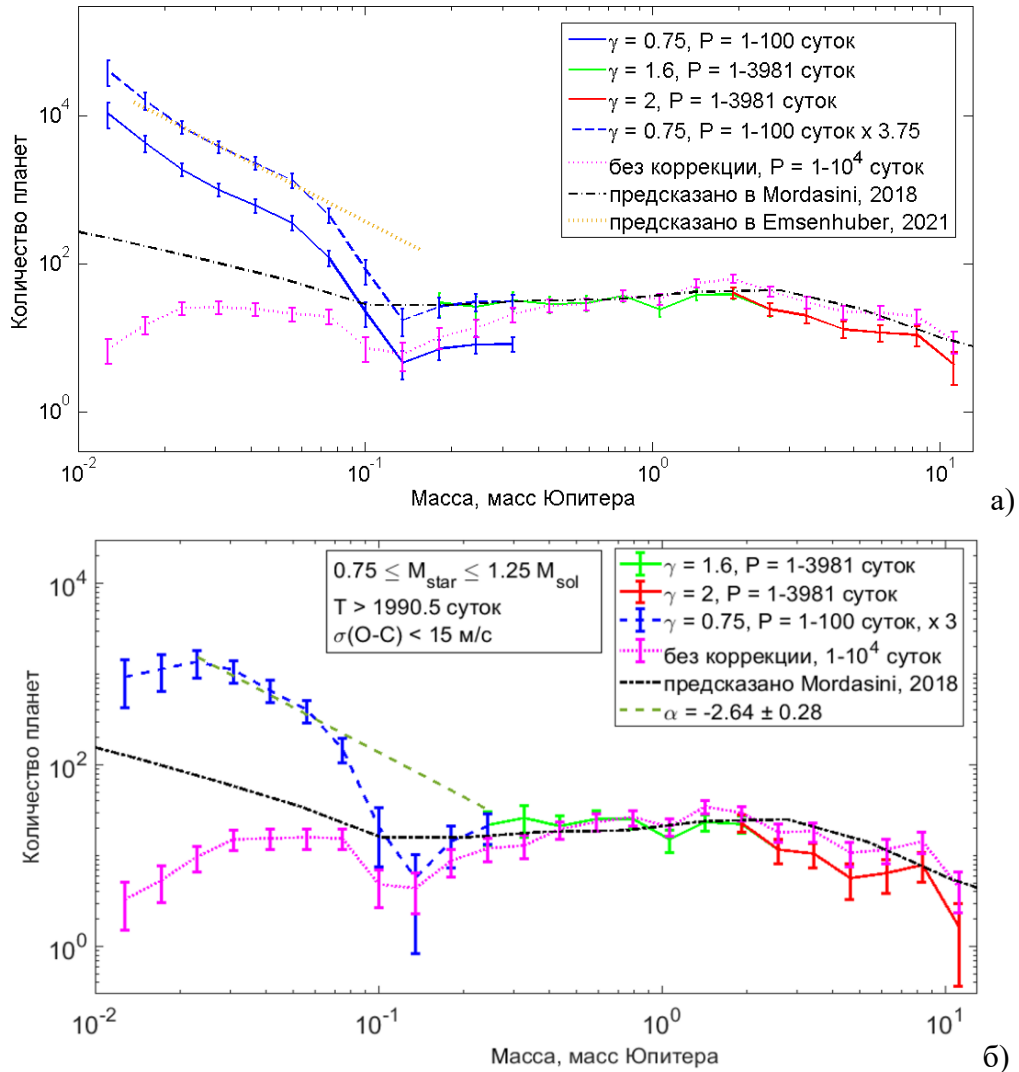 γ = 0.75, P = 1-100 суток
γ = 1.6, P = 1-3981 суток
γ = 2, P = 1-3981 суток
γ = 0.75, P = 1-100 суток x 3.75
без коррекции, P = 1-10⁴ суток
предсказано в Mordasini, 2018
предсказано в Emsenhuber, 2021
Количество планет
10⁴
10²
10⁰
10⁻²
10⁻¹
10⁰
10¹
Масса, масс Юпитера
а)
0.75 ≤ M_star ≤ 1.25 M_sol
T > 1990.5 суток
σ(O-C) < 15 м/с
γ = 1.6, P = 1-3981 суток
γ = 2, P = 1-3981 суток
γ = 0.75, P = 1-100 суток, x 3
без коррекции, 1-10⁴ суток
предсказано Mordasini, 2018
α = -2.64 ± 0.28
Количество планет
10⁴
10²
10⁰
10⁻²
10⁻¹
10⁰
10¹
Масса, масс Юпитера
б)